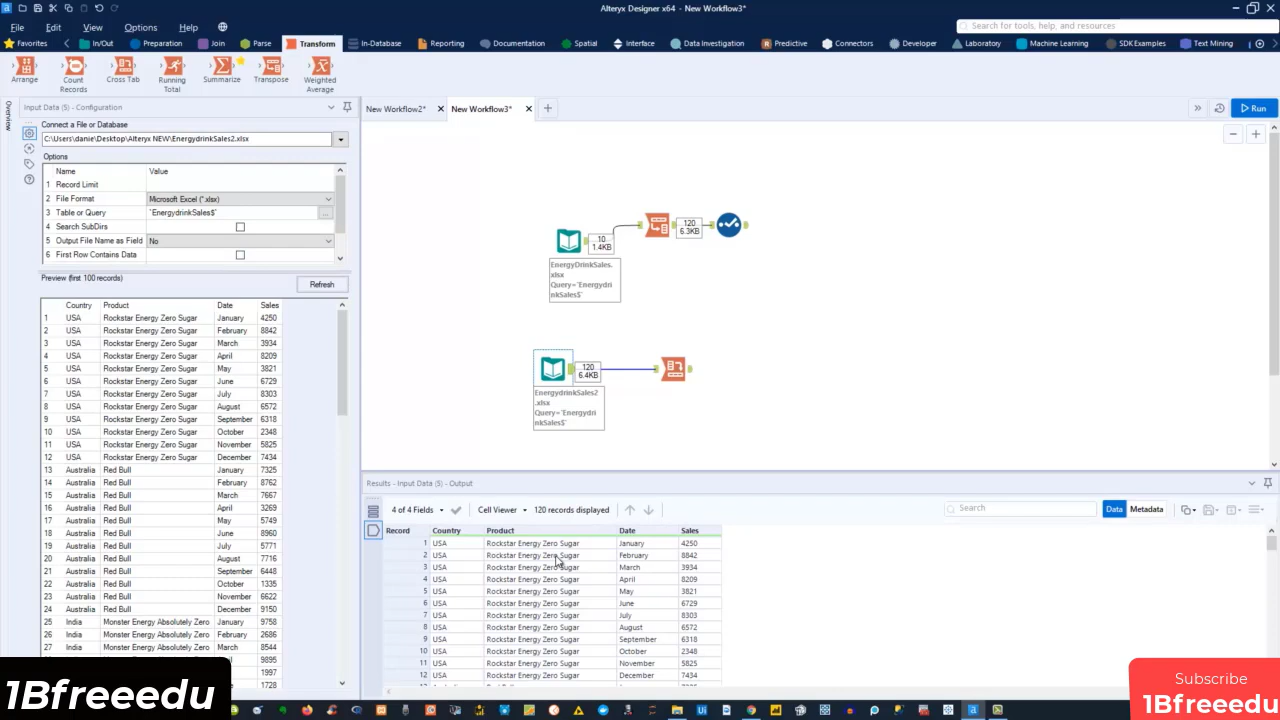 Alteryx Designer x64 - New Workflow3*
File Edit View Options Help
Search for tools, help, and resources
Favorites In/Out Preparation Join Parse Transform In-Database Reporting Documentation Spatial Interface Data Investigation Predictive Connectors Developer Laboratory Machine Learning SDK Examples Text Mining
Arrange Count Records Cross Tab Running Total Summarize Transpose Weighted Average
Overview
Input Data (5) - Configuration
Connect a File or Database
C:\Users\danie\Desktop\Alteryx NEW\EnergydrinkSales2.xlsx
Options
Name Value
1 Record Limit
2 File Format Microsoft Excel (*.xlsx)
3 Table or Query `EnergydrinkSales$` ...
4 Search SubDirs
5 Output File Name as Field No
6 First Row Contains Data
Preview (first 100 records)
Refresh
Country Product Date Sales
1 USA Rockstar Energy Zero Sugar January 4250
2 USA Rockstar Energy Zero Sugar February 8842
3 USA Rockstar Energy Zero Sugar March 3934
4 USA Rockstar Energy Zero Sugar April 8209
5 USA Rockstar Energy Zero Sugar May 3821
6 USA Rockstar Energy Zero Sugar June 6729
7 USA Rockstar Energy Zero Sugar July 8303
8 USA Rockstar Energy Zero Sugar August 6572
9 USA Rockstar Energy Zero Sugar September 6318
10 USA Rockstar Energy Zero Sugar October 2348
11 USA Rockstar Energy Zero Sugar November 5825
12 USA Rockstar Energy Zero Sugar December 7434
13 Australia Red Bull January 7325
14 Australia Red Bull February 8762
15 Australia Red Bull March 7667
16 Australia Red Bull April 3269
17 Australia Red Bull May 5749
18 Australia Red Bull June 8960
19 Australia Red Bull July 5771
20 Australia Red Bull August 7716
21 Australia Red Bull September 6448
22 Australia Red Bull October 1335
23 Australia Red Bull November 6622
24 Australia Red Bull December 9150
25 India Monster Energy Absolutely Zero January 9758
26 India Monster Energy Absolutely Zero February 2686
27 India Monster Energy Absolutely Zero March 8544
9895
1997
1728
New Workflow2* New Workflow3*
Run
10
1.4KB
120
6.3KB
EnergyDrinkSales.
xlsx
Query=`Energydri
nkSales$`
120
6.4KB
EnergydrinkSales2
.xlsx
Query=`Energydri
nkSales$`
Results - Input Data (5) - Output
4 of 4 Fields Cell Viewer 120 records displayed Search Data Metadata
Record Country Product Date Sales
1 USA Rockstar Energy Zero Sugar January 4250
2 USA Rockstar Energy Zero Sugar February 8842
3 USA Rockstar Energy Zero Sugar March 3934
4 USA Rockstar Energy Zero Sugar April 8209
5 USA Rockstar Energy Zero Sugar May 3821
6 USA Rockstar Energy Zero Sugar June 6729
7 USA Rockstar Energy Zero Sugar July 8303
8 USA Rockstar Energy Zero Sugar August 6572
9 USA Rockstar Energy Zero Sugar September 6318
10 USA Rockstar Energy Zero Sugar October 2348
11 USA Rockstar Energy Zero Sugar November 5825
12 USA Rockstar Energy Zero Sugar December 7434
1Bfreeedu
Subscribe
1Bfreeedu